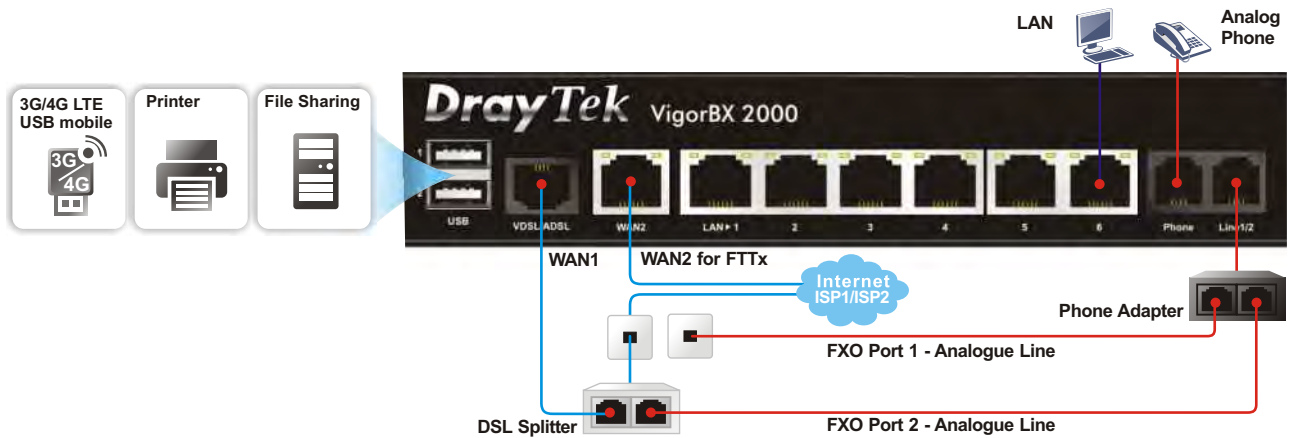 LAN
Analog
Phone
3G/4G LTE
USB mobile
3G
4G
Printer
File Sharing
DrayTek VigorBX 2000
1
2
USB
VDSL/ADSL
WAN2
LAN▶1
2
3
4
5
6
Phone
Line1/2
WAN1
WAN2 for FTTx
Internet
ISP1/ISP2
Phone Adapter
FXO Port 1 - Analogue Line
DSL Splitter
FXO Port 2 - Analogue Line